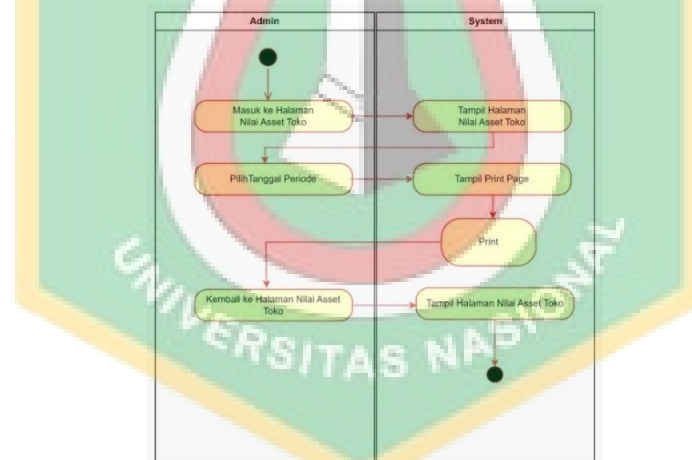 Admin
System
Masuk ke Halaman
Nilai Asset Toko
Tampil Halaman
Nilai Asset Toko
PilihTanggal Periode
Tampil Print Page
Print
Kembali ke Halaman Nilai Asset
Toko
Tampil Halaman Nilai Asset Toko
UNIVERSITAS NASIONAL